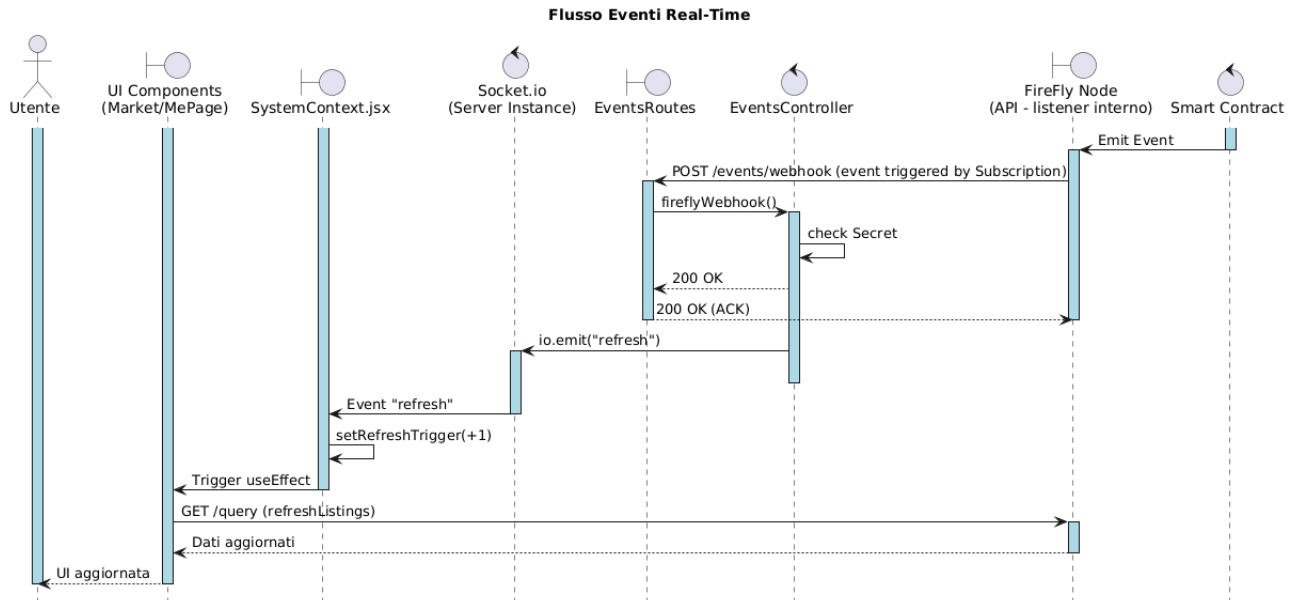 Flusso Eventi Real-Time
Utente
UI Components
(Market/MePage)
SystemContext.jsx
Socket.io
(Server Instance)
EventsRoutes
EventsController
FireFly Node
(API - listener interno)
Smart Contract
Emit Event
POST /events/webhook (event triggered by Subscription)
fireflyWebhook()
check Secret
200 OK
200 OK (ACK)
io.emit("refresh")
Event "refresh"
setRefreshTrigger(+1)
Trigger useEffect
GET /query (refreshListings)
Dati aggiornati
UI aggiornata